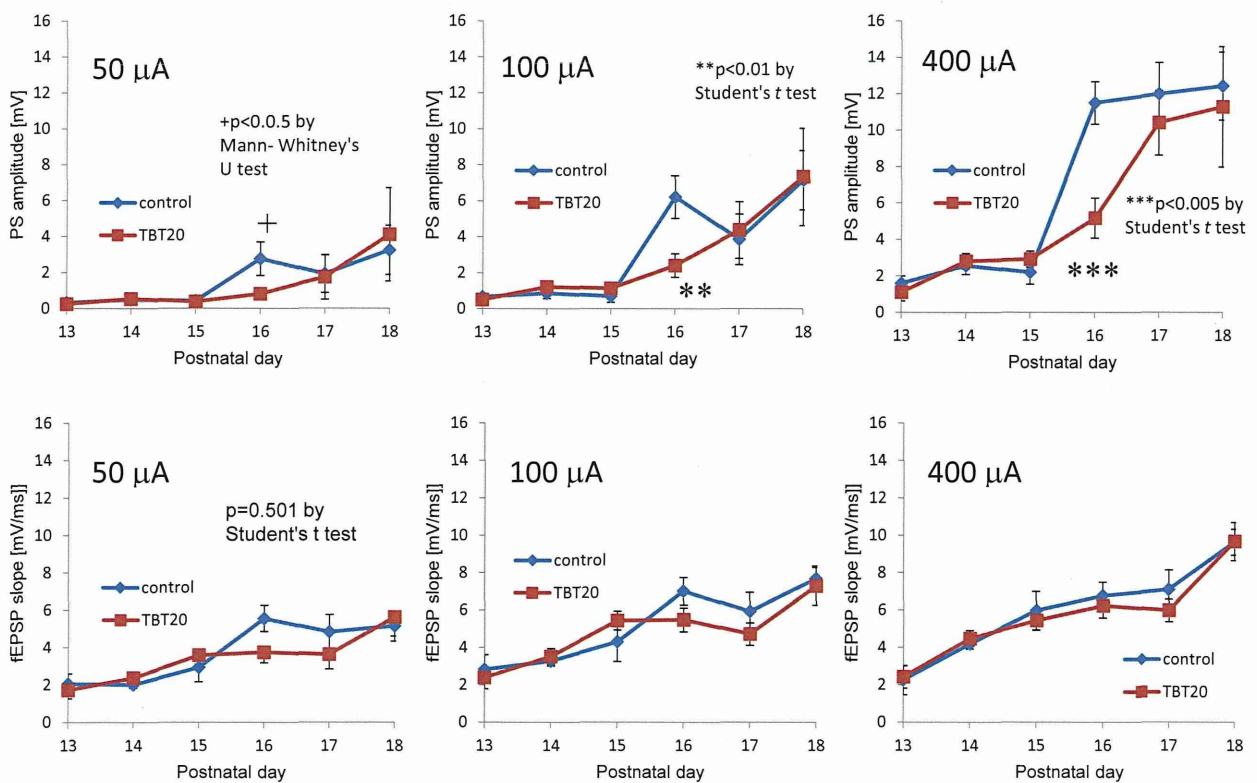 16
14
12
10
8
6
4
2
0
PS amplitude [mV]
50 μA
+p<0.0.5 by
Mann- Whitney's
U test
control
TBT20
+
13 14 15 16 17 18
Postnatal day
16
14
12
10
8
6
4
2
0
PS amplitude [mV]
100 μA
**p<0.01 by
Student's t test
control
TBT20
**
13 14 15 16 17 18
Postnatal day
16
14
12
10
8
6
4
2
0
PS amplitude [mV]
400 μA
control
TBT20
***p<0.005 by
Student's t test
***
13 14 15 16 17 18
Postnatal day
16
14
12
10
8
6
4
2
0
fEPSP slope [mV/ms]]
50 μA
p=0.501 by
Student's t test
control
TBT20
13 14 15 16 17 18
Postnatal day
16
14
12
10
8
6
4
2
0
fEPSP slope [mV/ms]]
100 μA
control
TBT20
13 14 15 16 17 18
Postnatal day
16
14
12
10
8
6
4
2
0
fEPSP slope [mV/ms]]
400 μA
control
TBT20
13 14 15 16 17 18
Postnatal day